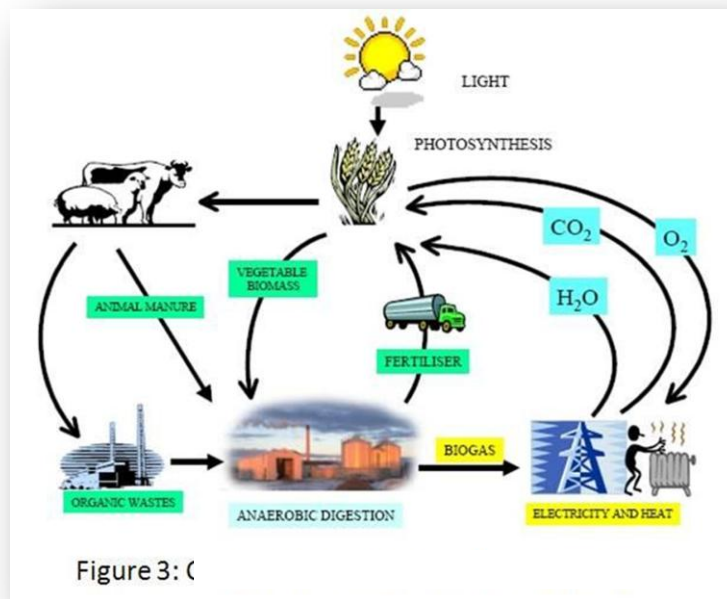 LIGHT
PHOTOSYNTHESIS
CO₂
O₂
H₂O
VEGETABLE
BIOMASS
ANIMAL MANURE
FERTILISER
BIOGAS
ORGANIC WASTES
ANAEROBIC DIGESTION
ELECTRICITY AND HEAT
Figure 3: